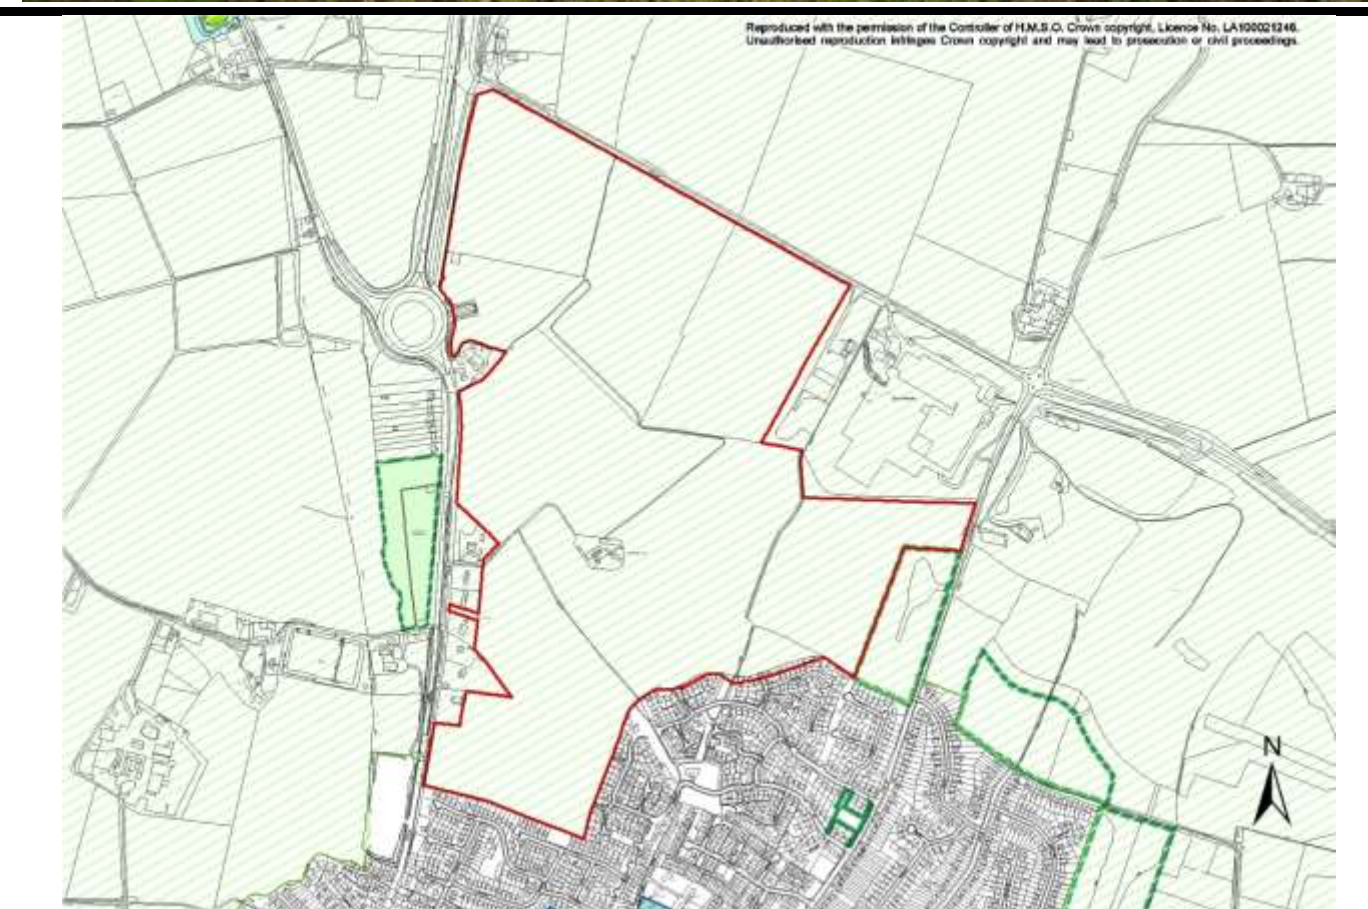 Reproduced with the permission of the Controller of H.M.S.O. Crown copyright, Licence No. LA100021246.
Unauthorised reproduction infringes Crown copyright and may lead to prosecution or civil proceedings.
N